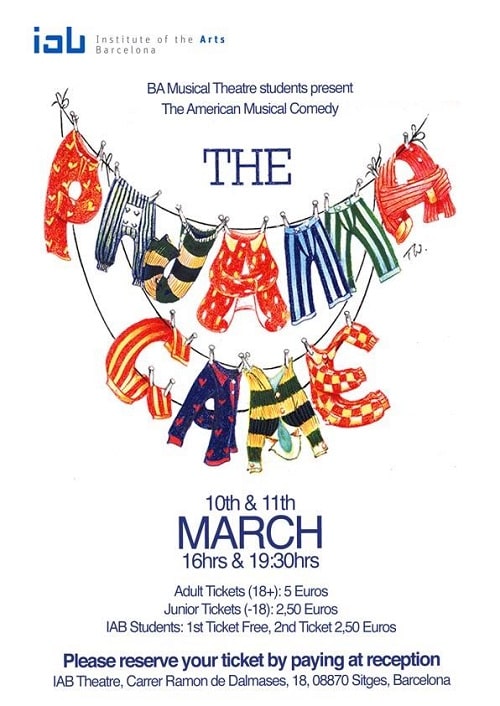 iab Institute of the Arts
Barcelona
BA Musical Theatre students present
The American Musical Comedy
THE
PAJAMA
GAME
T.W.
10th & 11th
MARCH
16hrs & 19:30hrs
Adult Tickets (18+): 5 Euros
Junior Tickets (-18): 2,50 Euros
IAB Students: 1st Ticket Free, 2nd Ticket 2,50 Euros
Please reserve your ticket by paying at reception
IAB Theatre, Carrer Ramon de Dalmases, 18, 08870 Sitges, Barcelona